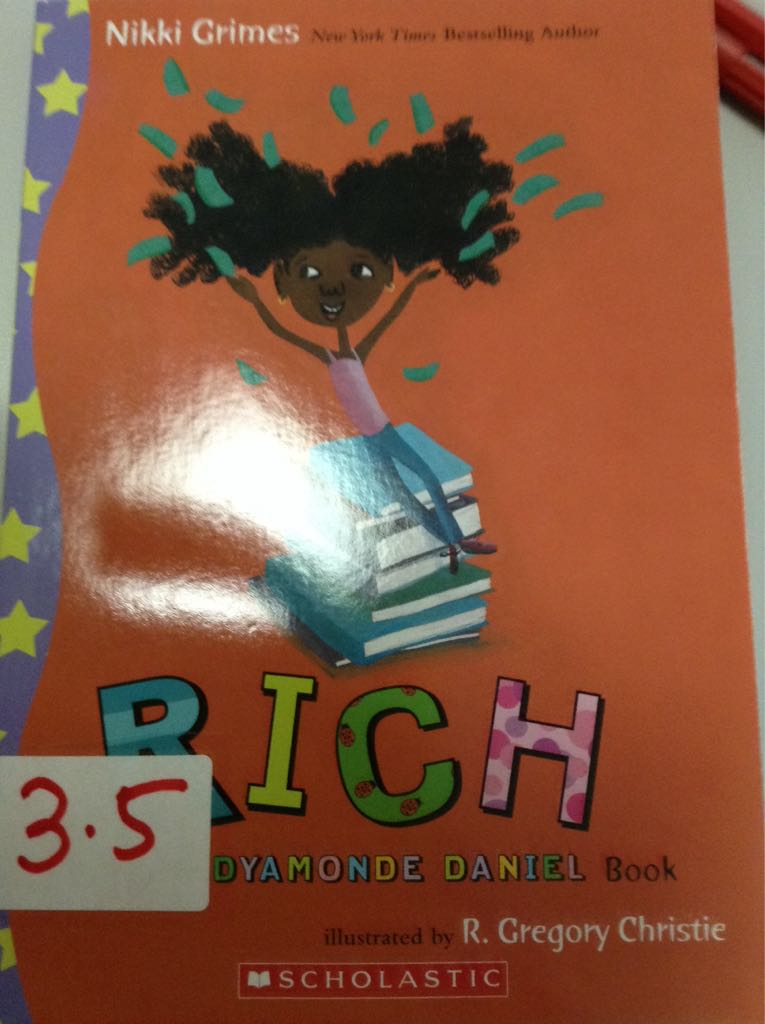 Nikki Grimes New York Times Bestselling Author
RICH
3.5
DYAMONDE DANIEL Book
illustrated by R. Gregory Christie
SCHOLASTIC